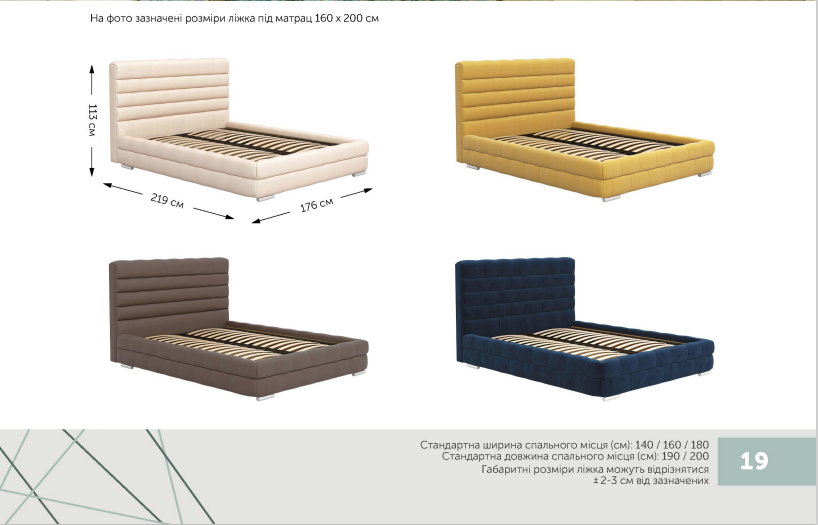 На фото зазначені розміри ліжка під матрац 160 х 200 см
113 см
219 см
176 см
Стандартна ширина спального місця (см): 140 / 160 / 180
Стандартна довжина спального місця (см): 190 / 200
Габаритні розміри ліжка можуть відрізнятися
± 2-3 см від зазначених
19